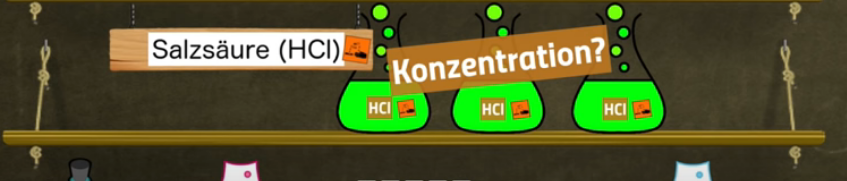 Salzsäure (HCl)
Konzentration?
HCl
HCl
HCl